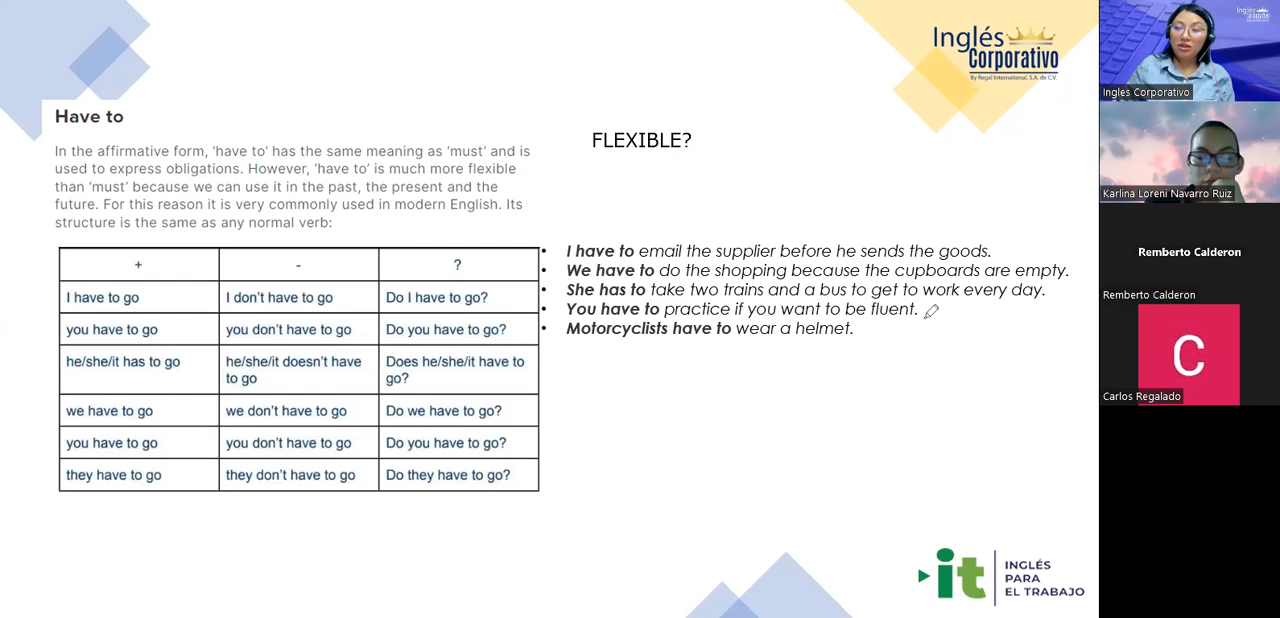 Inglés
Corporativo
By Regal International, S.A. de C.V.
Have to
In the affirmative form, ‘have to’ has the same meaning as ‘must’ and is
used to express obligations. However, ‘have to’ is much more flexible
than ‘must’ because we can use it in the past, the present and the
future. For this reason it is very commonly used in modern English. Its
structure is the same as any normal verb:
FLEXIBLE?
+ - ?
I have to go I don’t have to go Do I have to go?
you have to go you don’t have to go Do you have to go?
he/she/it has to go he/she/it doesn’t have Does he/she/it have to
to go go?
we have to go we don’t have to go Do we have to go?
you have to go you don’t have to go Do you have to go?
they have to go they don’t have to go Do they have to go?
• I have to email the supplier before he sends the goods.
• We have to do the shopping because the cupboards are empty.
• She has to take two trains and a bus to get to work every day.
• You have to practice if you want to be fluent.
• Motorcyclists have to wear a helmet.
it
INGLÉS
PARA
EL TRABAJO
Inglés
Corporativo
Ingles Corporativo
Karlina Loreni Navarro Ruiz
Remberto Calderon
Remberto Calderon
C
Carlos Regalado